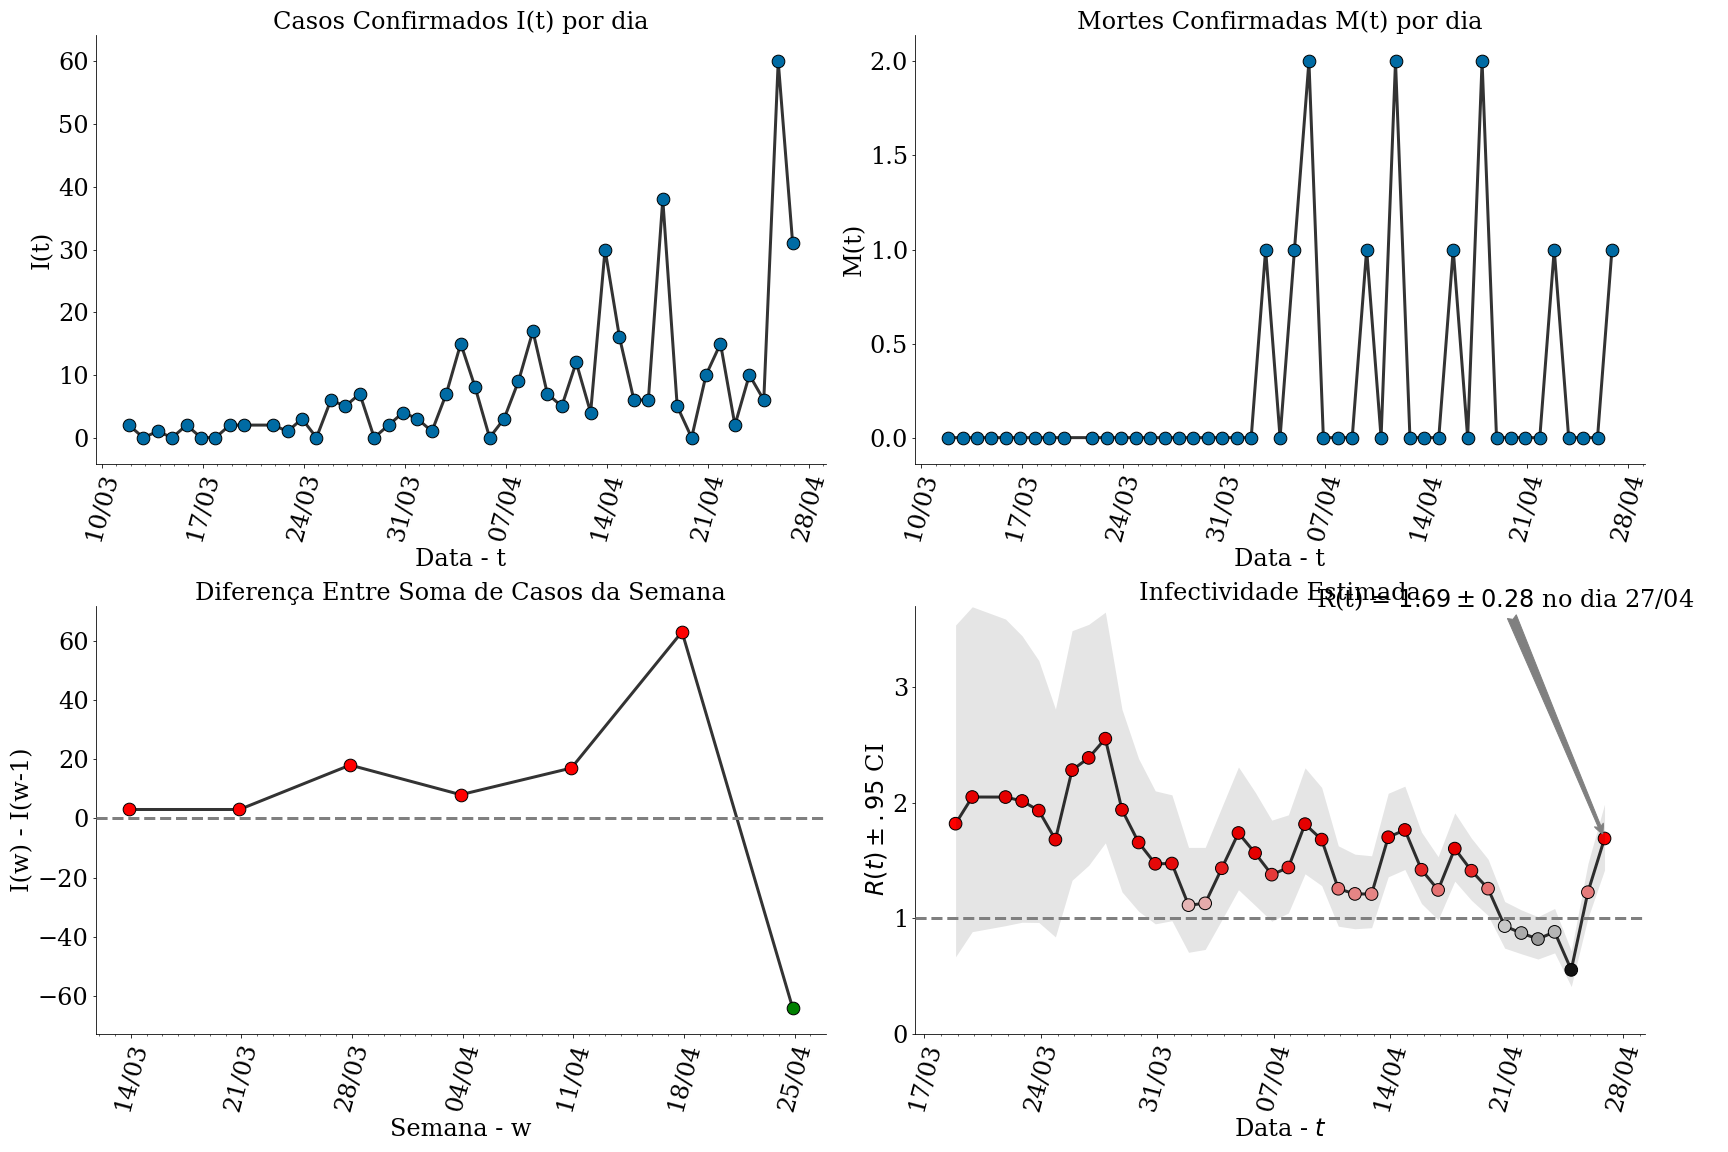 Casos Confirmados I(t) por dia
I(t)
60
50
40
30
20
10
0
10/03 17/03 24/03 31/03 07/04 14/04 21/04 28/04
Data - t
Mortes Confirmadas M(t) por dia
M(t)
2.0
1.5
1.0
0.5
0.0
10/03 17/03 24/03 31/03 07/04 14/04 21/04 28/04
Data - t
Diferença Entre Soma de Casos da Semana
I(w) - I(w-1)
60
40
20
0
−20
−40
−60
14/03 21/03 28/03 04/04 11/04 18/04 25/04
Semana - w
Infectividade Estimada
R(t) = 1.69 ± 0.28 no dia 27/04
R(t) ± .95 CI
3
2
1
0
17/03 24/03 31/03 07/04 14/04 21/04 28/04
Data - t